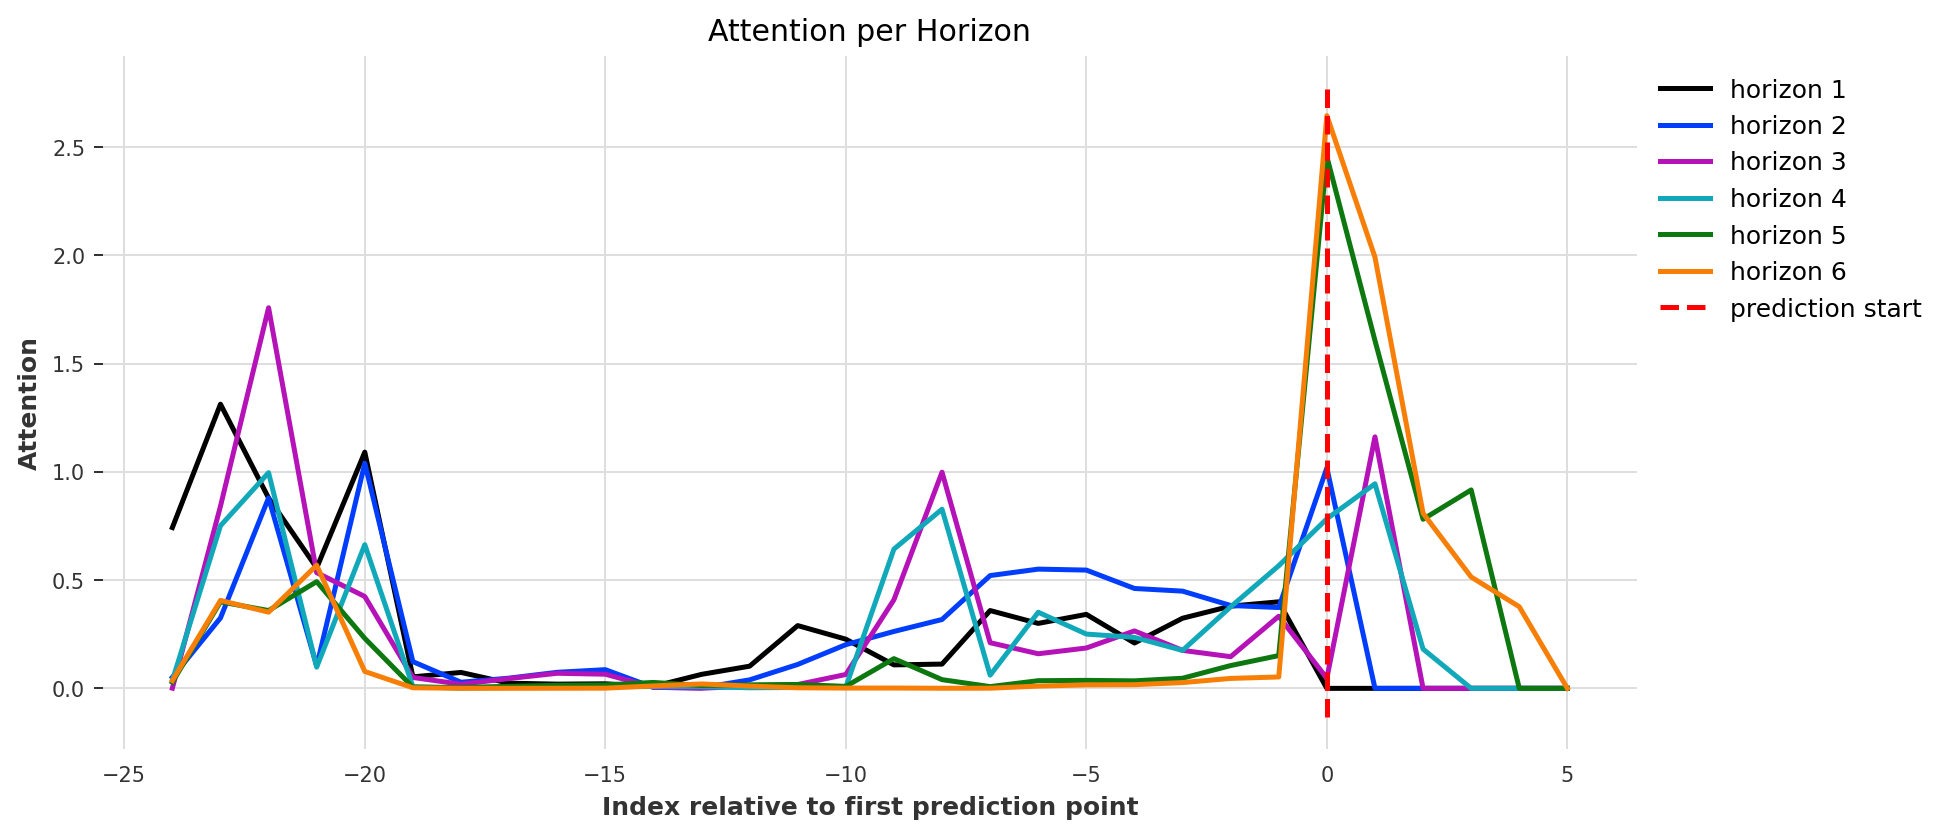 Attention per Horizon
Attention
2.5
2.0
1.5
1.0
0.5
0.0
−25
−20
−15
−10
−5
0
5
Index relative to first prediction point
horizon 1
horizon 2
horizon 3
horizon 4
horizon 5
horizon 6
prediction start